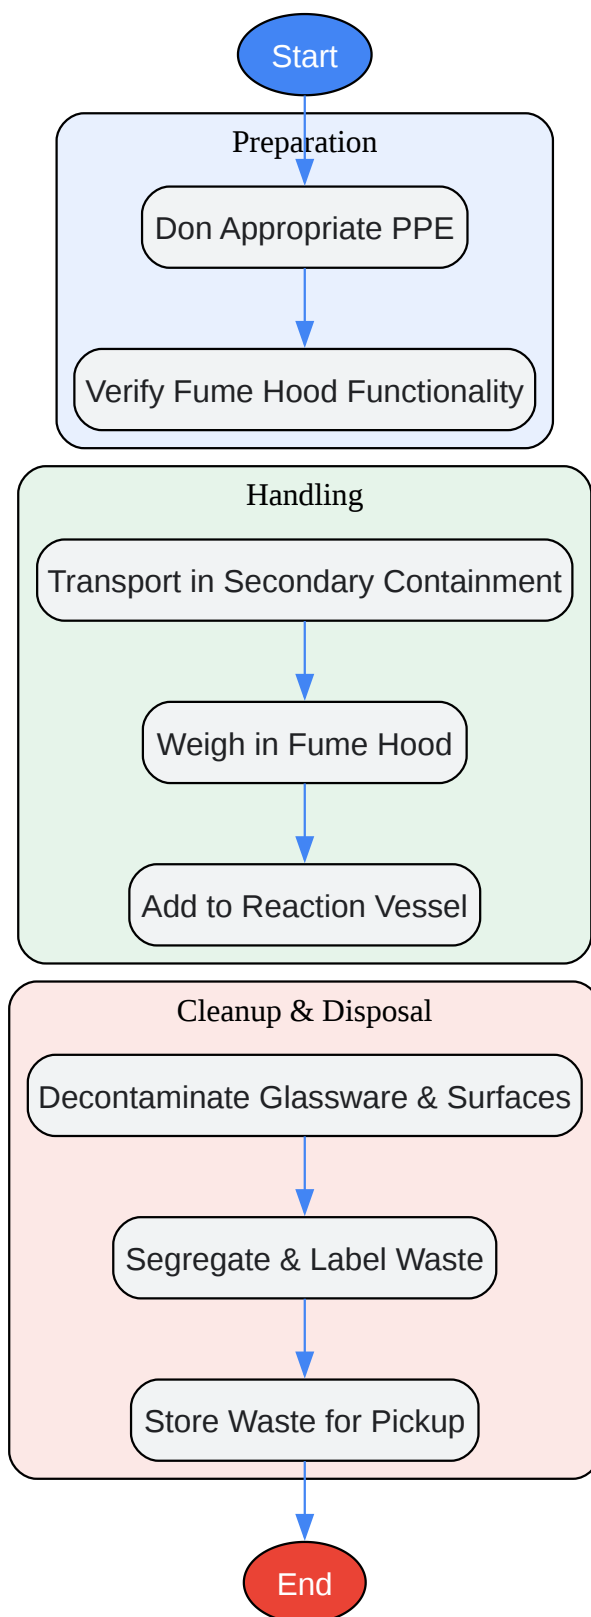 Start
Preparation
Don Appropriate PPE
Verify Fume Hood Functionality
Handling
Transport in Secondary Containment
Weigh in Fume Hood
Add to Reaction Vessel
Cleanup & Disposal
Decontaminate Glassware & Surfaces
Segregate & Label Waste
Store Waste for Pickup
End